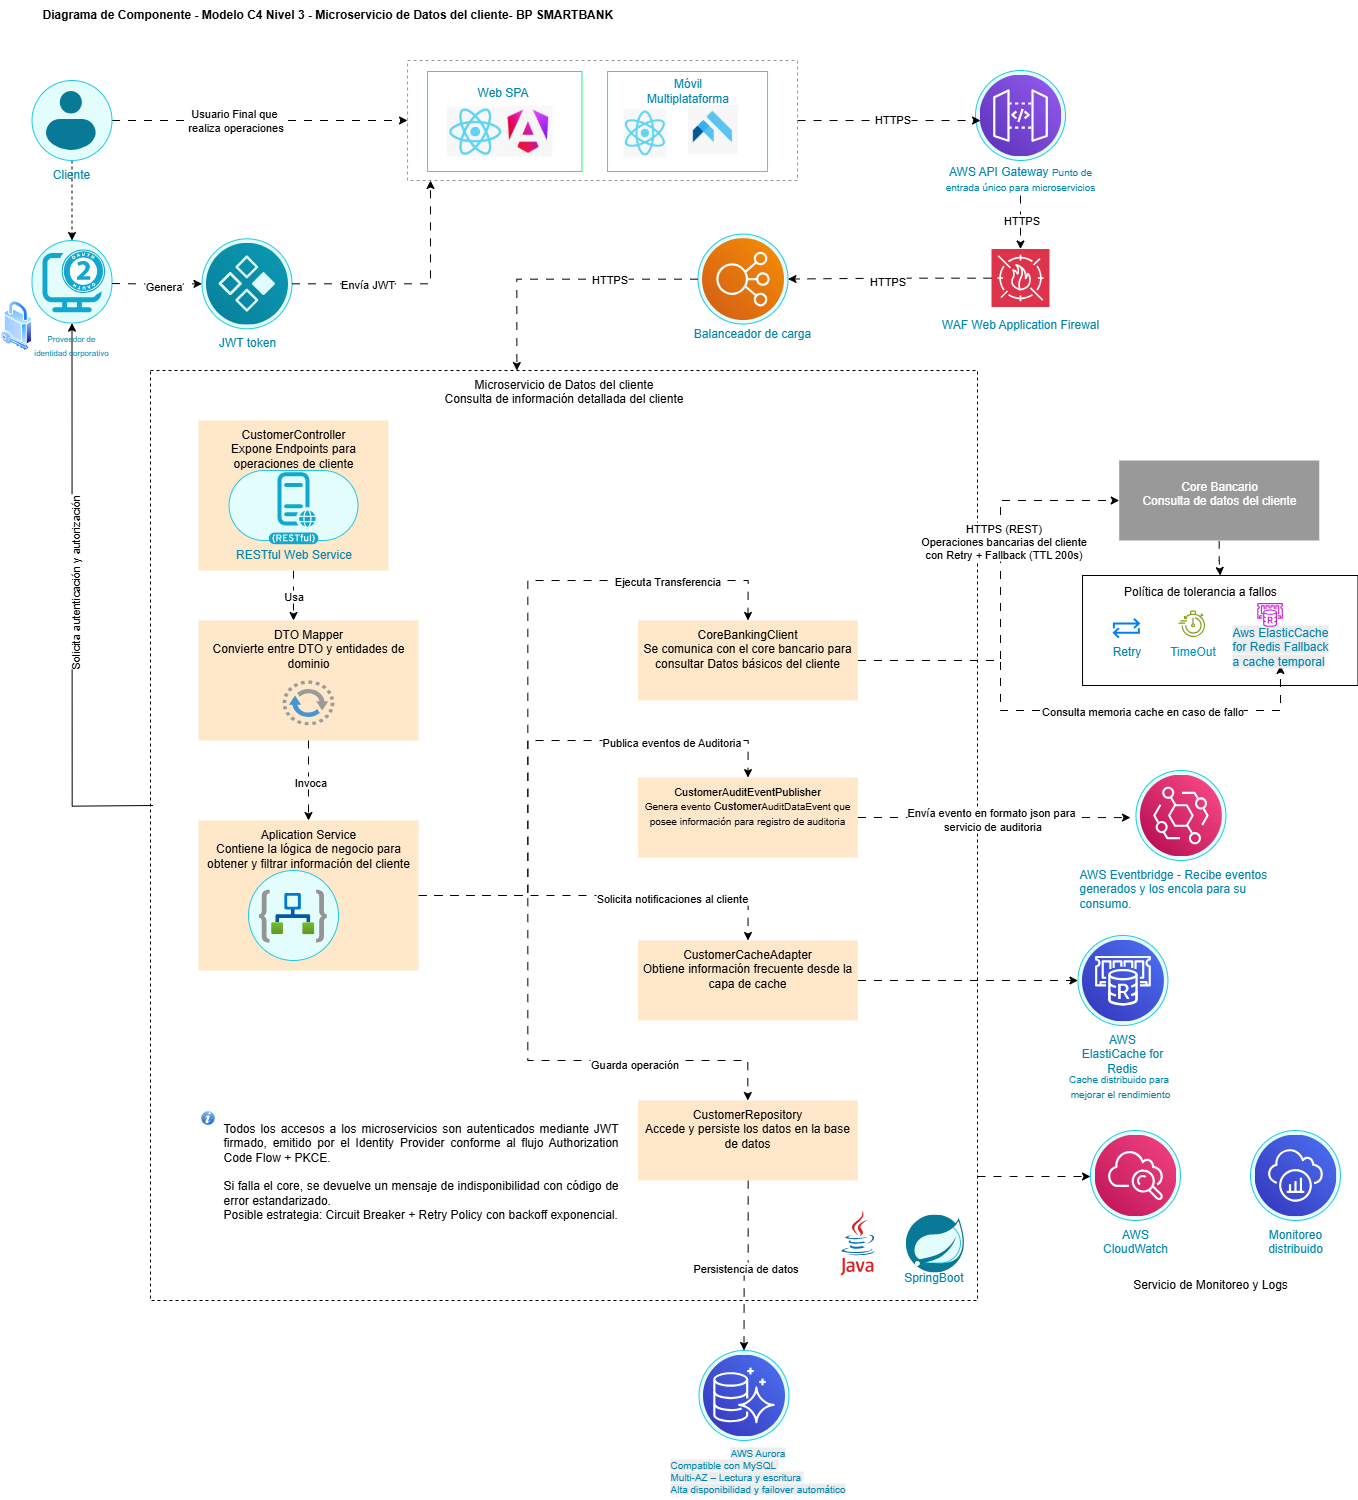 Diagrama de Componente - Modelo C4 Nivel 3 - Microservicio de Datos del cliente- BP SMARTBANK
Cliente
Usuario Final que
realiza operaciones
Web SPA
Móvil
Multiplataforma
HTTPS
AWS API Gateway Punto de
entrada único para microservicios
HTTPS
WAF Web Application Firewal
HTTPS
Balanceador de carga
HTTPS
OAUTH
2
OAUTH
Proveedor de
identidad corporativo
Genera
JWT token
Envía JWT
Solicita autenticación y autorización
Microservicio de Datos del cliente
Consulta de información detallada del cliente
CustomerController
Expone Endpoints para
operaciones de cliente
{RESTful}
RESTful Web Service
Usa
DTO Mapper
Convierte entre DTO y entidades de
dominio
Invoca
Aplication Service
Contiene la lógica de negocio para
obtener y filtrar información del cliente
Ejecuta Transferencia
CoreBankingClient
Se comunica con el core bancario para
consultar Datos básicos del cliente
HTTPS (REST)
Operaciones bancarias del cliente
con Retry + Fallback (TTL 200s)
Core Bancario
Consulta de datos del cliente
Política de tolerancia a fallos
Retry
TimeOut
R
Aws ElasticCache
for Redis Fallback
a cache temporal
Consulta memoria cache en caso de fallo
Publica eventos de Auditoria
CustomerAuditEventPublisher
Genera evento CustomerAuditDataEvent que
posee información para registro de auditoria
Envía evento en formato json para
servicio de auditoria
AWS Eventbridge - Recibe eventos
generados y los encola para su
consumo.
Solicita notificaciones al cliente
CustomerCacheAdapter
Obtiene información frecuente desde la
capa de cache
R
AWS
ElastiCache for
Redis
Cache distribuido para
mejorar el rendimiento
Guarda operación
CustomerRepository
Accede y persiste los datos en la base
de datos
i
Todos los accesos a los microservicios son autenticados mediante JWT
firmado, emitido por el Identity Provider conforme al flujo Authorization
Code Flow + PKCE.
Si falla el core, se devuelve un mensaje de indisponibilidad con código de
error estandarizado.
Posible estrategia: Circuit Breaker + Retry Policy con backoff exponencial.
Java
SpringBoot
AWS
CloudWatch
Monitoreo
distribuido
Servicio de Monitoreo y Logs
Persistencia de datos
AWS Aurora
Compatible con MySQL
Multi-AZ – Lectura y escritura
Alta disponibilidad y failover automático